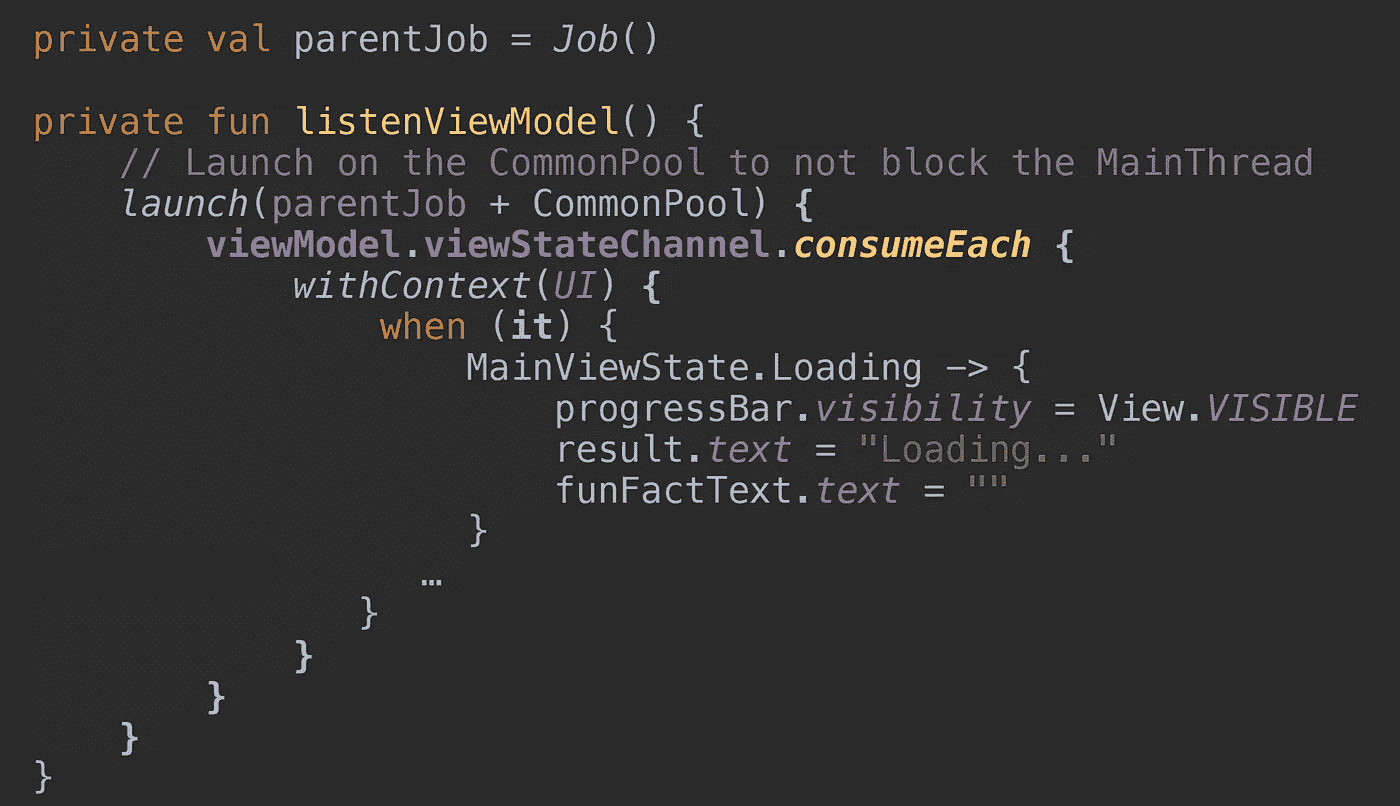 private val parentJob = Job()
private fun listenViewModel() {
// Launch on the CommonPool to not block the MainThread
launch(parentJob + CommonPool) {
viewModel.viewStateChannel.consumeEach {
withContext(UI) {
when (it) {
MainViewState.Loading -> {
progressBar.visibility = View.VISIBLE
result.text = "Loading..."
funFactText.text = ""
}
…
}
}
}
}
}